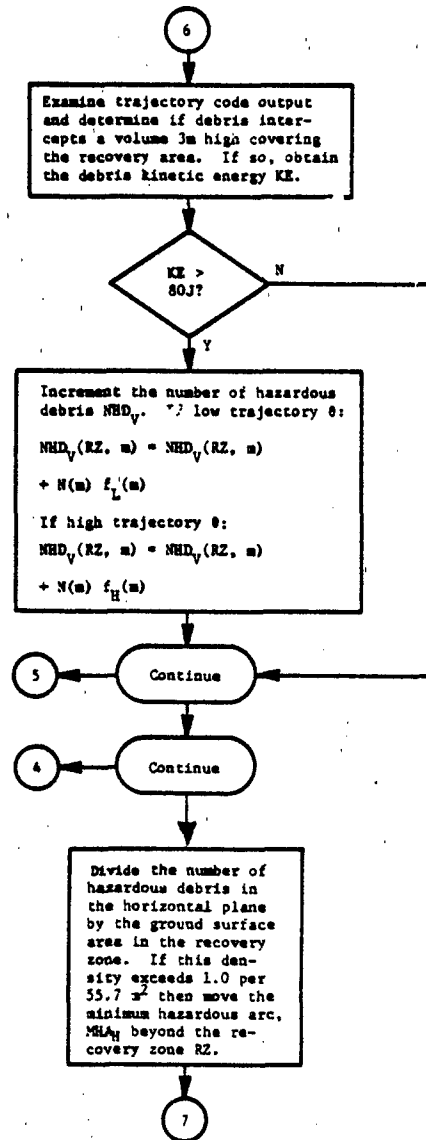 6
Examine trajectory code output
and determine if debris inter-
cepts a volume 3m high covering
the recovery area. If so, obtain
the debris kinetic energy KE.
KE >
80J?
N
Y
Increment the number of hazardous
debris NHD_V. If low trajectory θ:
NHD_V(RZ, m) = NHD_V(RZ, m)
+ N(m) f_L(m)
If high trajectory θ:
NHD_V(RZ, m) = NHD_V(RZ, m)
+ N(m) f_H(m)
5
Continue
4
Continue
Divide the number of
hazardous debris in
the horizontal plane
by the ground surface
area in the recovery
zone. If this den-
sity exceeds 1.0 per
55.7 m² then move the
minimum hazardous arc,
MHA_H beyond the re-
covery zone RZ.
7